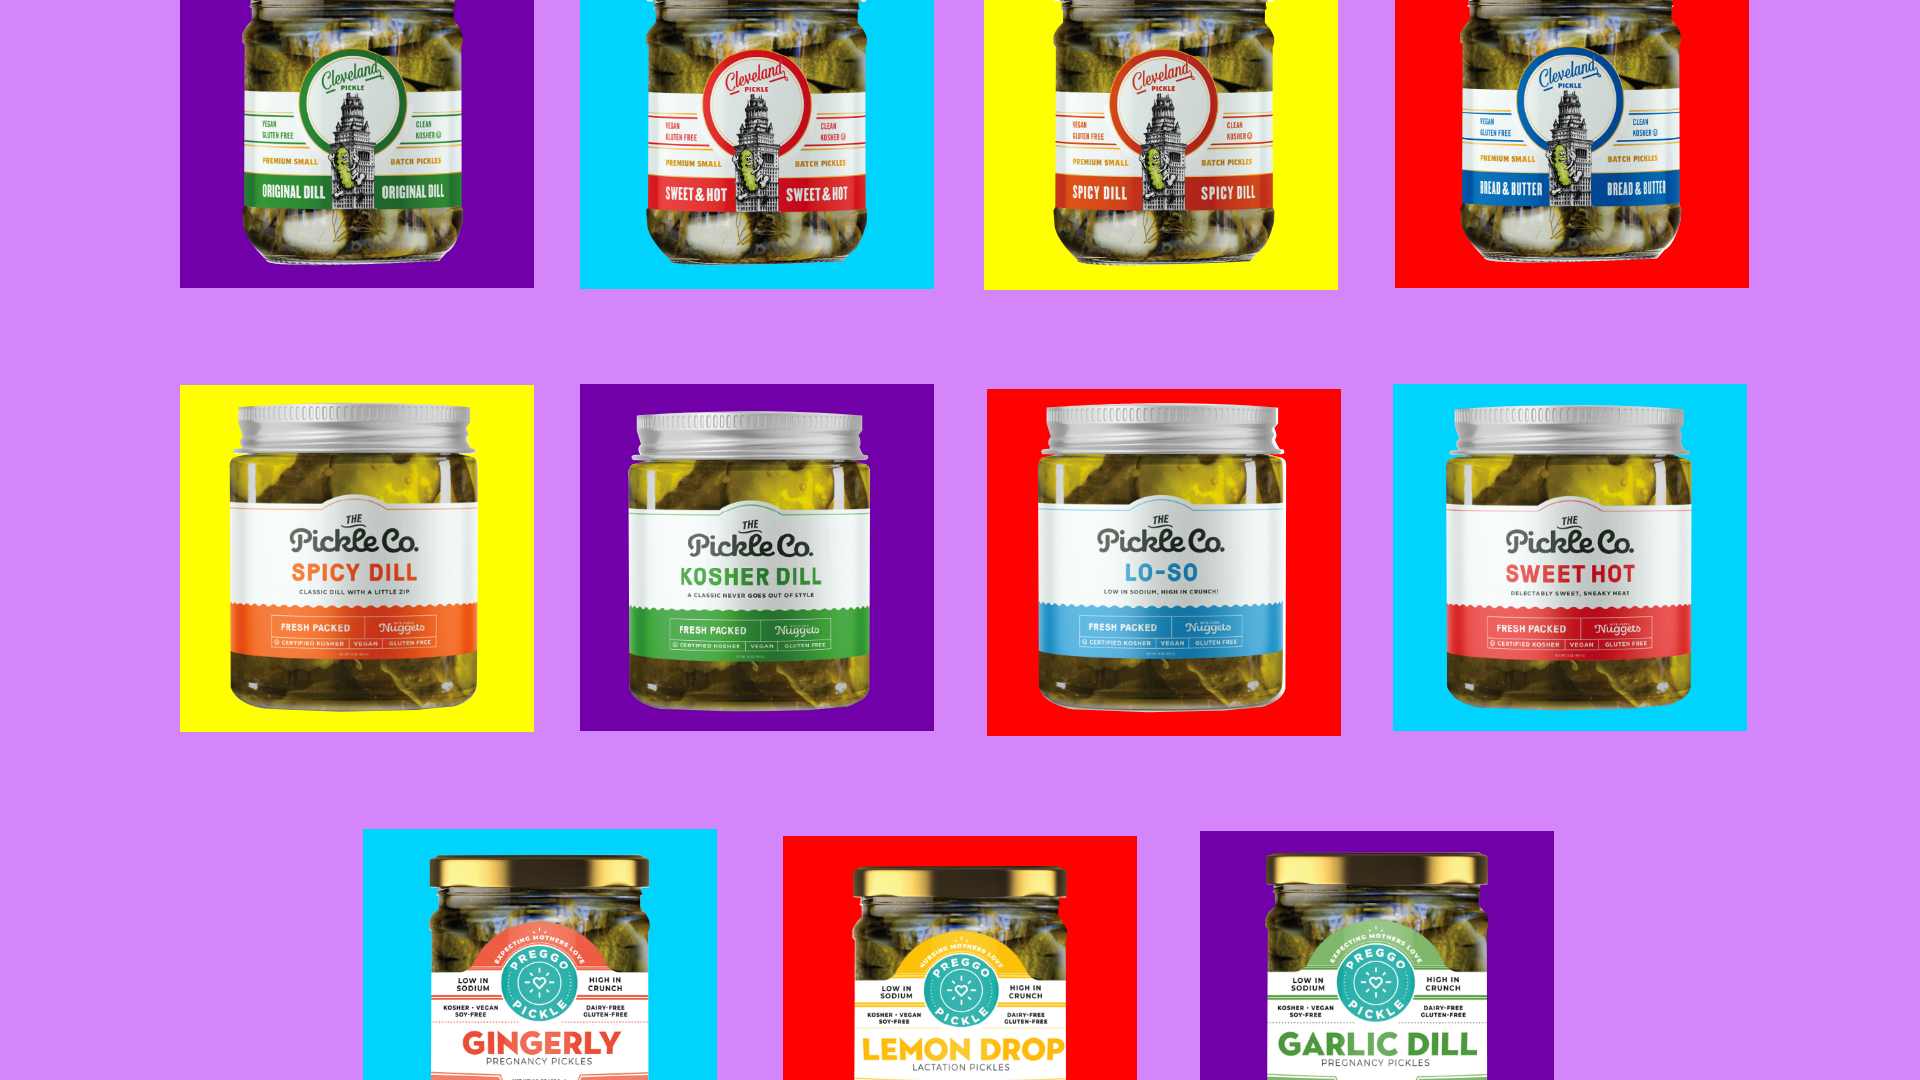 Cleveland
PICKLE
VEGAN
GLUTEN FREE
CLEAN
KOSHER
PREMIUM SMALL
BATCH PICKLES
ORIGINAL DILL
ORIGINAL DILL
Cleveland
PICKLE
VEGAN
GLUTEN FREE
CLEAN
KOSHER
PREMIUM SMALL
BATCH PICKLES
SWEET & HOT
SWEET & HOT
Cleveland
PICKLE
VEGAN
GLUTEN FREE
CLEAN
KOSHER
PREMIUM SMALL
BATCH PICKLES
SPICY DILL
SPICY DILL
Cleveland
PICKLE
VEGAN
GLUTEN FREE
CLEAN
KOSHER
PREMIUM SMALL
BATCH PICKLES
BREAD & BUTTER
BREAD & BUTTER
THE
Pickle Co.
SPICY DILL
CLASSIC DILL WITH A LITTLE ZIP
FRESH PACKED
Nuggets
CERTIFIED KOSHER
VEGAN
GLUTEN FREE
THE
Pickle Co.
KOSHER DILL
A CLASSIC NEVER GOES OUT OF STYLE
FRESH PACKED
Nuggets
CERTIFIED KOSHER
VEGAN
GLUTEN FREE
THE
Pickle Co.
LO-SO
LOW IN SODIUM, HIGH IN CRUNCH!
FRESH PACKED
Nuggets
CERTIFIED KOSHER
VEGAN
GLUTEN FREE
THE
Pickle Co.
SWEET HOT
DELECTABLY SWEET, SNEAKY HEAT
FRESH PACKED
Nuggets
CERTIFIED KOSHER
VEGAN
GLUTEN FREE
EXPECTING MOTHERS LOVE
PREGGO
PICKLE
LOW IN
SODIUM
HIGH IN
CRUNCH
KOSHER • VEGAN
SOY-FREE
DAIRY-FREE
GLUTEN-FREE
GINGERLY
PREGNANCY PICKLES
NURSING MOTHERS LOVE
PREGGO
PICKLE
LOW IN
SODIUM
HIGH IN
CRUNCH
KOSHER • VEGAN
SOY-FREE
DAIRY-FREE
GLUTEN-FREE
LEMON DROP
LACTATION PICKLES
EXPECTING MOTHERS LOVE
PREGGO
PICKLE
LOW IN
SODIUM
HIGH IN
CRUNCH
KOSHER • VEGAN
SOY-FREE
DAIRY-FREE
GLUTEN-FREE
GARLIC DILL
PREGNANCY PICKLES